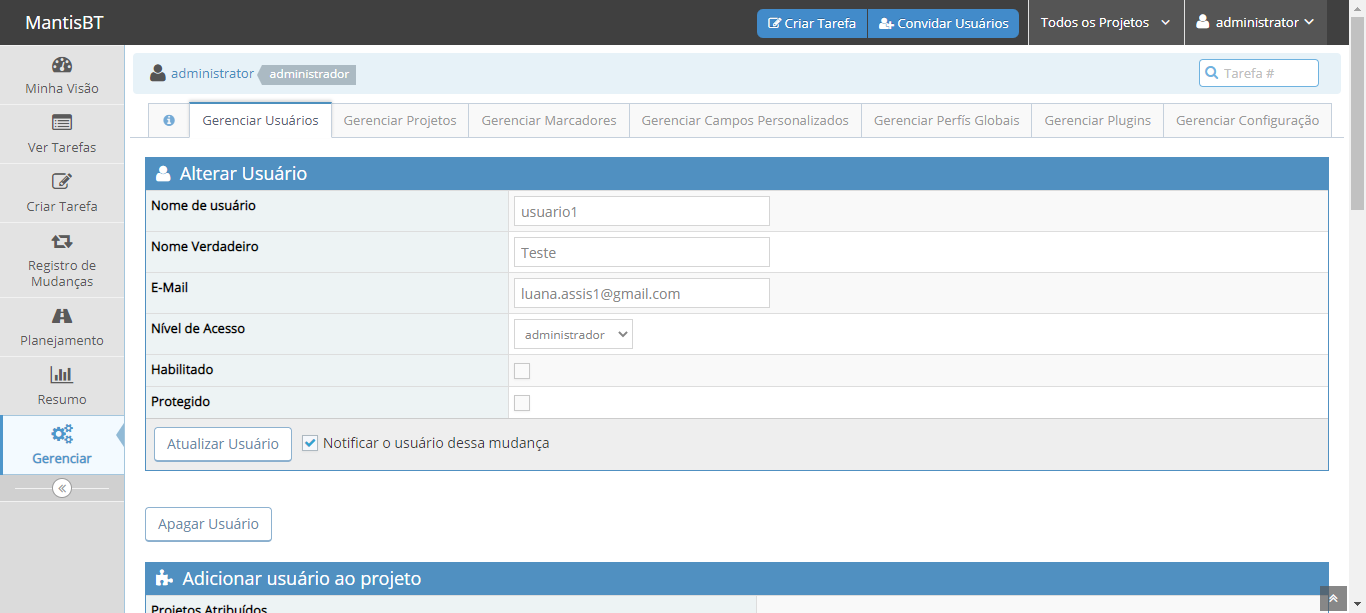 MantisBT
Criar Tarefa
Convidar Usuários
Todos os Projetos
administrator
Minha Visão
Ver Tarefas
Criar Tarefa
Registro de
Mudanças
Planejamento
Resumo
Gerenciar
administrator administrador
Tarefa #
Gerenciar Usuários
Gerenciar Projetos
Gerenciar Marcadores
Gerenciar Campos Personalizados
Gerenciar Perfís Globais
Gerenciar Plugins
Gerenciar Configuração
Alterar Usuário
Nome de usuário
usuario1
Nome Verdadeiro
Teste
E-Mail
luana.assis1@gmail.com
Nível de Acesso
administrador
Habilitado
Protegido
Atualizar Usuário
Notificar o usuário dessa mudança
Apagar Usuário
Adicionar usuário ao projeto
Projetos Atribuídos